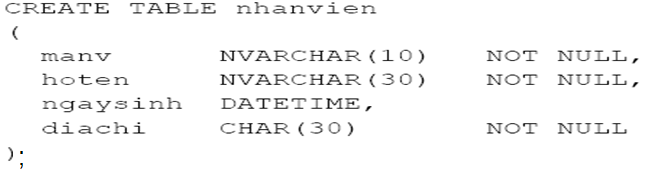 CREATE TABLE nhanvien
(
manv NVARCHAR(10) NOT NULL,
hoten NVARCHAR(30) NOT NULL,
ngaysinh DATETIME,
diachi CHAR(30) NOT NULL
);